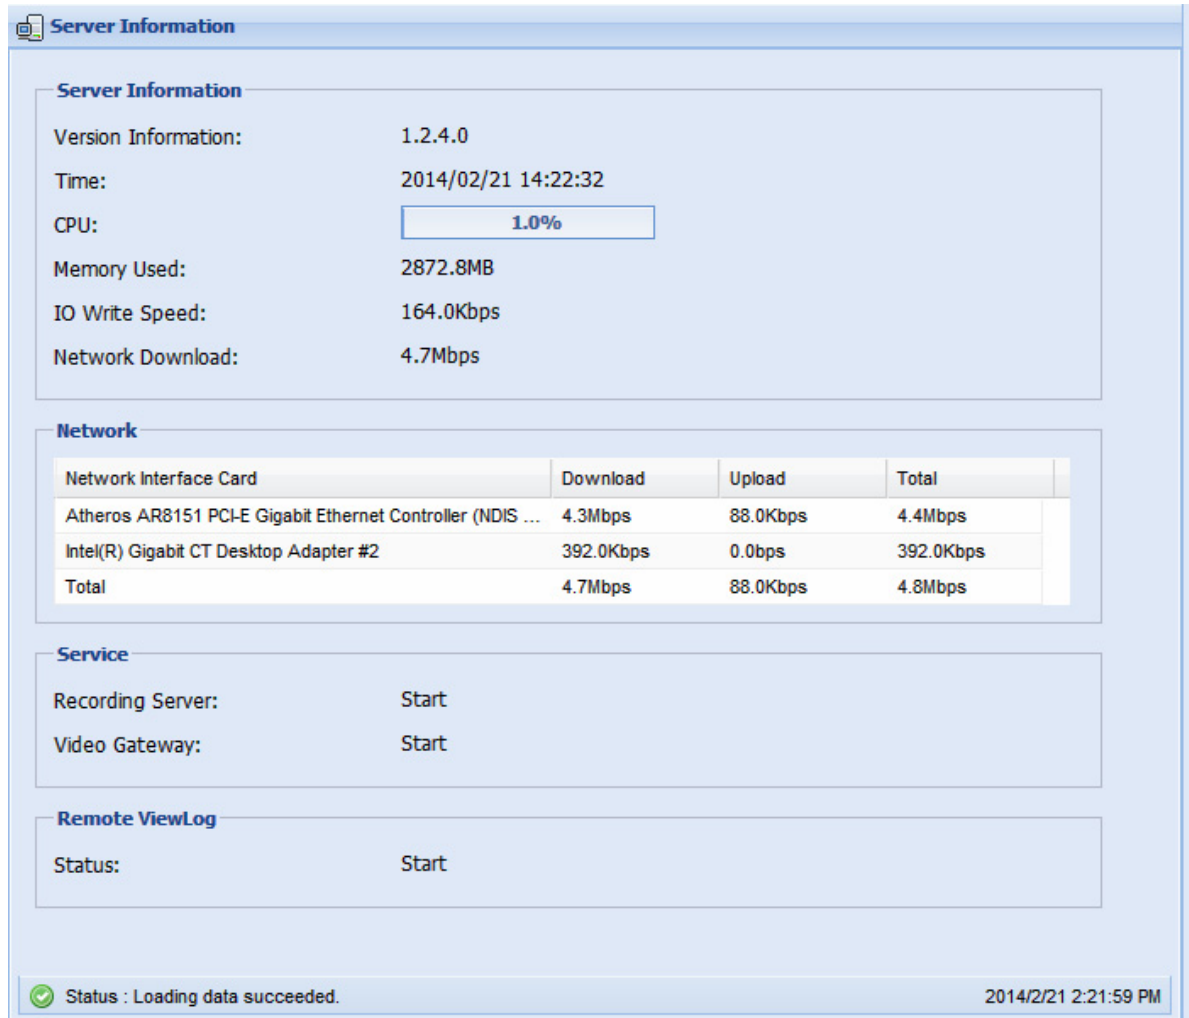 Server Information
Server Information
Version Information: 1.2.4.0
Time: 2014/02/21 14:22:32
CPU: 1.0%
Memory Used: 2872.8MB
IO Write Speed: 164.0Kbps
Network Download: 4.7Mbps
Network
Network Interface Card Download Upload Total
Atheros AR8151 PCI-E Gigabit Ethernet Controller (NDIS ... 4.3Mbps 88.0Kbps 4.4Mbps
Intel(R) Gigabit CT Desktop Adapter #2 392.0Kbps 0.0bps 392.0Kbps
Total 4.7Mbps 88.0Kbps 4.8Mbps
Service
Recording Server: Start
Video Gateway: Start
Remote ViewLog
Status: Start
Status : Loading data succeeded. 2014/2/21 2:21:59 PM